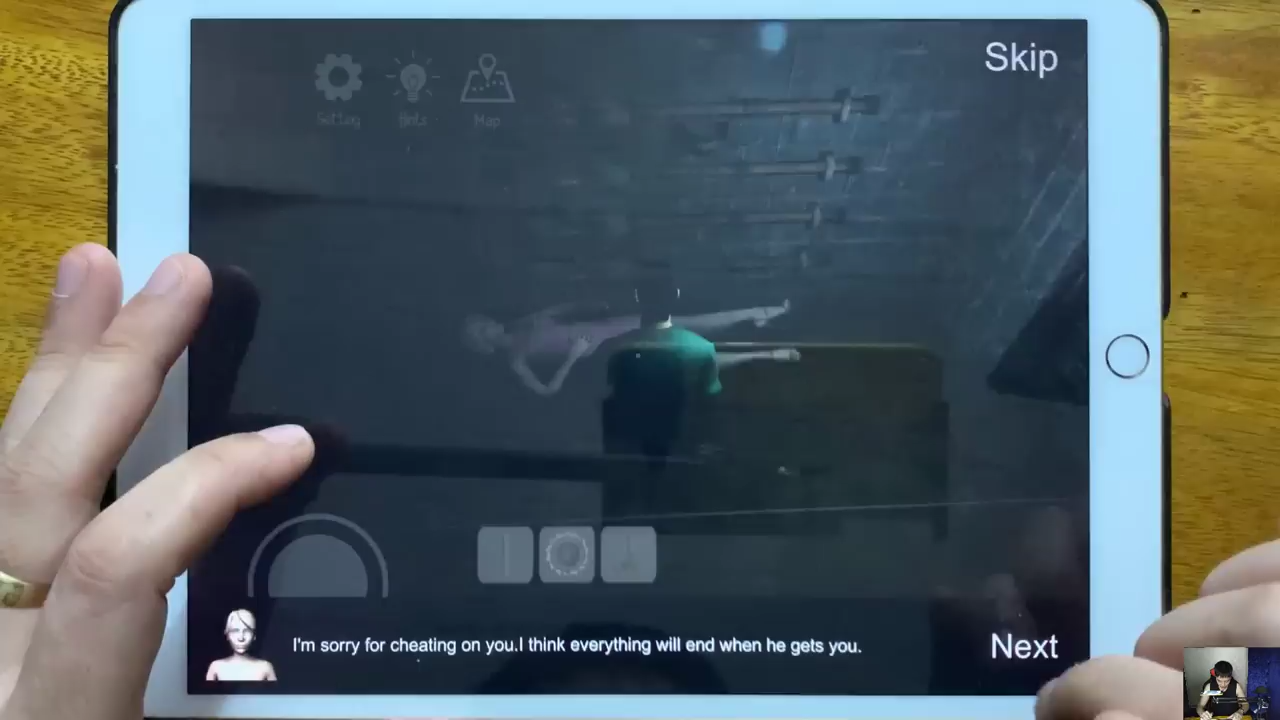 Skip
Setting
Hints
Map
I'm sorry for cheating on you.I think everything will end when he gets you.
Next